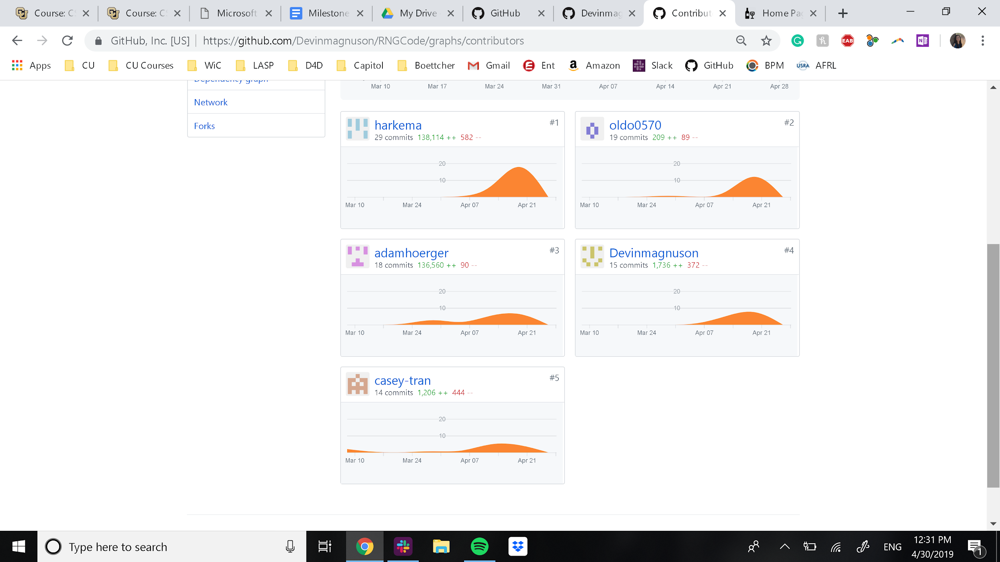 Course: CS
Course: CS
Microsoft
Milestone
My Drive -
GitHub
Devinmag
Contribut
Home Pag
GitHub, Inc. [US]
https://github.com/Devinmagnuson/RNGCode/graphs/contributors
Apps
CU
CU Courses
WiC
LASP
D4D
Capitol
Boettcher
Gmail
Ent
Amazon
Slack
GitHub
BPM
AFRL
Dependency graph
Network
Forks
Mar 10 Mar 17 Mar 24 Mar 31 Apr 07 Apr 14 Apr 21 Apr 28
harkema #1
29 commits 138,114 ++ 582 --
20
10
Mar 10 Mar 24 Apr 07 Apr 21
oldo0570 #2
19 commits 209 ++ 89 --
20
10
Mar 10 Mar 24 Apr 07 Apr 21
adamhoerger #3
18 commits 136,560 ++ 90 --
20
10
Mar 10 Mar 24 Apr 07 Apr 21
Devinmagnuson #4
15 commits 1,736 ++ 372 --
20
10
Mar 10 Mar 24 Apr 07 Apr 21
casey-tran #5
14 commits 1,206 ++ 444 --
20
10
Mar 10 Mar 24 Apr 07 Apr 21
Type here to search
ENG
12:31 PM
4/30/2019
1
EAB